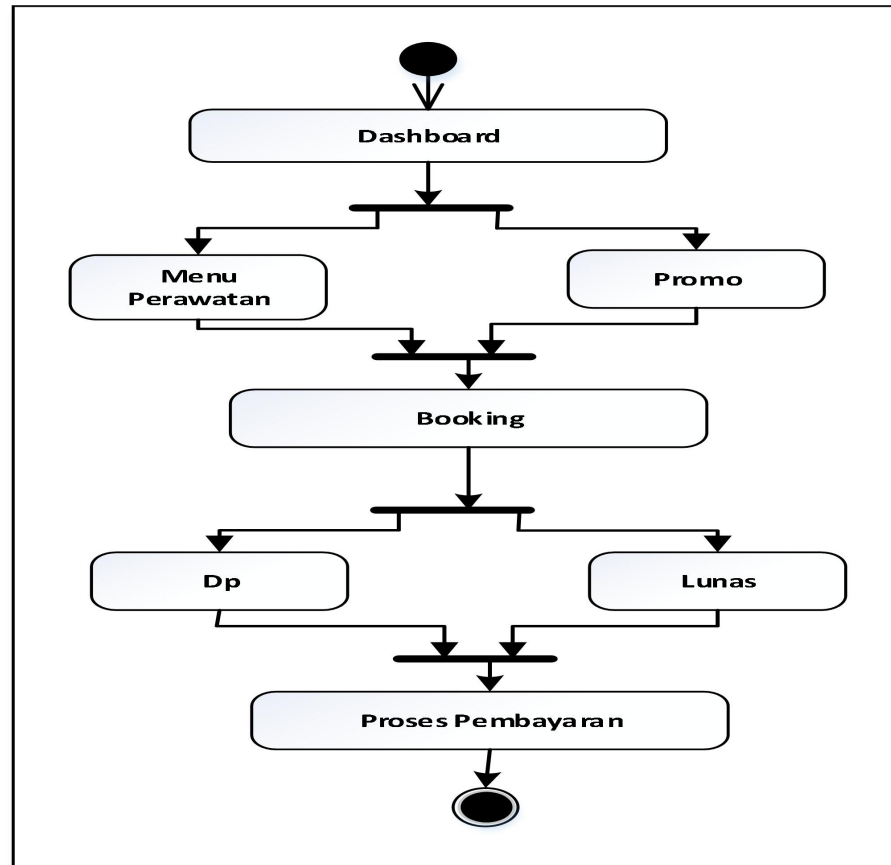 Dashboard
Menu
Perawatan
Promo
Booking
Dp
Lunas
Proses Pembayaran